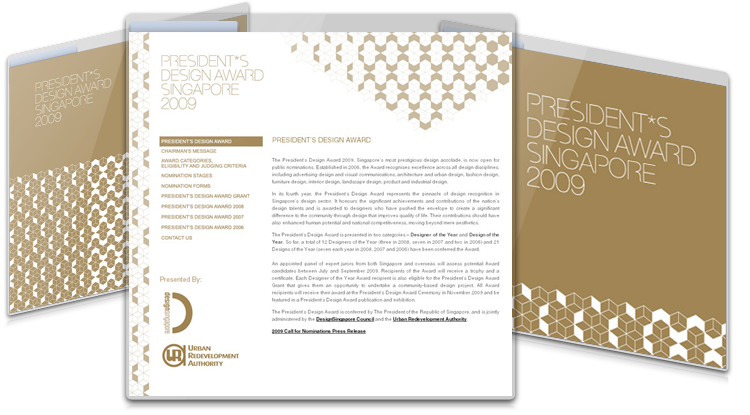 PRESIDENT*S
DESIGN AWARD
SINGAPORE
2009
PRESIDENT*S
DESIGN AWARD
SINGAPORE
2009
PRESIDENT'S DESIGN AWARD
CHAIRMAN'S MESSAGE
AWARD CATEGORIES,
ELIGIBILITY AND JUDGING CRITERIA
NOMINATION STAGES
NOMINATION FORMS
PRESIDENT'S DESIGN AWARD GRANT
PRESIDENT'S DESIGN AWARD 2008
PRESIDENT'S DESIGN AWARD 2007
PRESIDENT'S DESIGN AWARD 2006
CONTACT US
Presented By:
URBAN
REDEVELOPMENT
AUTHORITY
PRESIDENT'S DESIGN AWARD
The President's Design Award 2009, Singapore's most prestigious design accolade, is now open for
public nominations. Established in 2006, the Award recognises excellence across all design disciplines,
including advertising design and visual communications, architecture and urban design, fashion design,
furniture design, interior design, landscape design, product and industrial design.
In its fourth year, the President's Design Award represents the pinnacle of design recognition in
Singapore's design sector. It honours the significant achievements and contributions of the nation's
design talents and is awarded to designers who have pushed the envelope to create a significant
difference to the community through design that improves quality of life. Their contributions should have
also enhanced human potential and national competitiveness, moving beyond mere aesthetics.
The President's Design Award is presented in two categories – Designer of the Year and Design of the
Year. So far, a total of 12 Designers of the Year (three in 2008, seven in 2007 and two in 2006) and 21
Designs of the Year (seven each year in 2008, 2007 and 2006) have been conferred the Award.
An appointed panel of expert jurors from both Singapore and overseas will assess potential Award
candidates between July and September 2009. Recipients of the Award will receive a trophy and a
certificate. Each Designer of the Year Award recipient is also eligible for the President's Design Award
Grant that gives them an opportunity to undertake a community-based design project. All Award
recipients will receive their award at the President's Design Award Ceremony in November 2009 and be
featured in a President's Design Award publication and exhibition.
The President's Design Award is conferred by The President of the Republic of Singapore, and is jointly
administered by the DesignSingapore Council and the Urban Redevelopment Authority.
2009 Call for Nominations Press Release
PRESIDENT*S
DESIGN AWARD
SINGAPORE
2009